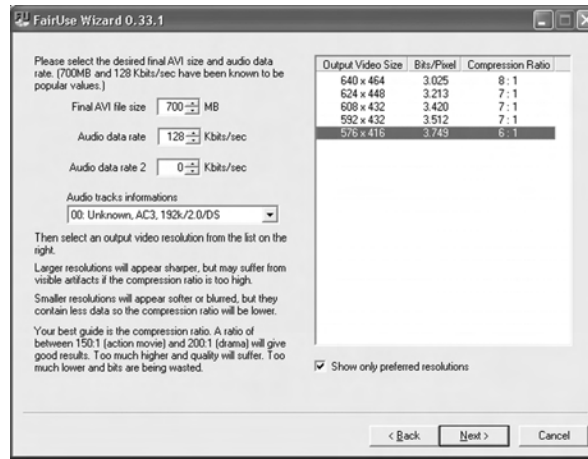 FairUse Wizard 0.33.1
Please select the desired final AVI size and audio data
rate. (700MB and 128 Kbits/sec have been known to be
popular values.)
Final AVI file size 700 MB
Audio data rate 128 Kbits/sec
Audio data rate 2 0 Kbits/sec
Audio tracks informations
00: Unknown, AC3, 192k/2.0/DS
Then select an output video resolution from the list on the
right.
Larger resolutions will appear sharper, but may suffer from
visible artifacts if the compression ratio is too high.
Smaller resolutions will appear softer or blurred, but they
contain less data so the compression ratio will be lower.
Your best guide is the compression ratio. A ratio of
between 150:1 (action movie) and 200:1 (drama) will give
good results. Too much higher and quality will suffer. Too
much lower and bits are being wasted.
Output Video Size Bits/Pixel Compression Ratio
640 x 464 3.025 8 : 1
624 x 448 3.213 7 : 1
608 x 432 3.420 7 : 1
592 x 432 3.512 7 : 1
576 x 416 3.749 6 : 1
Show only preferred resolutions
< Back Next > Cancel